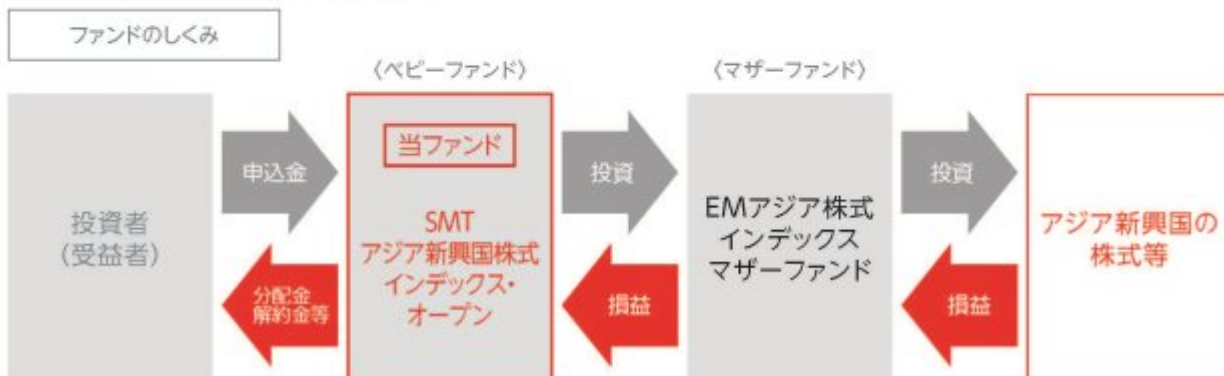 ファンドのしくみ
〈ベビーファンド〉
〈マザーファンド〉
投資者
(受益者)
申込金
分配金
解約金等
当ファンド
SMT
アジア新興国株式
インデックス・
オープン
投資
損益
EMアジア株式
インデックス
マザーファンド
投資
損益
アジア新興国の
株式等